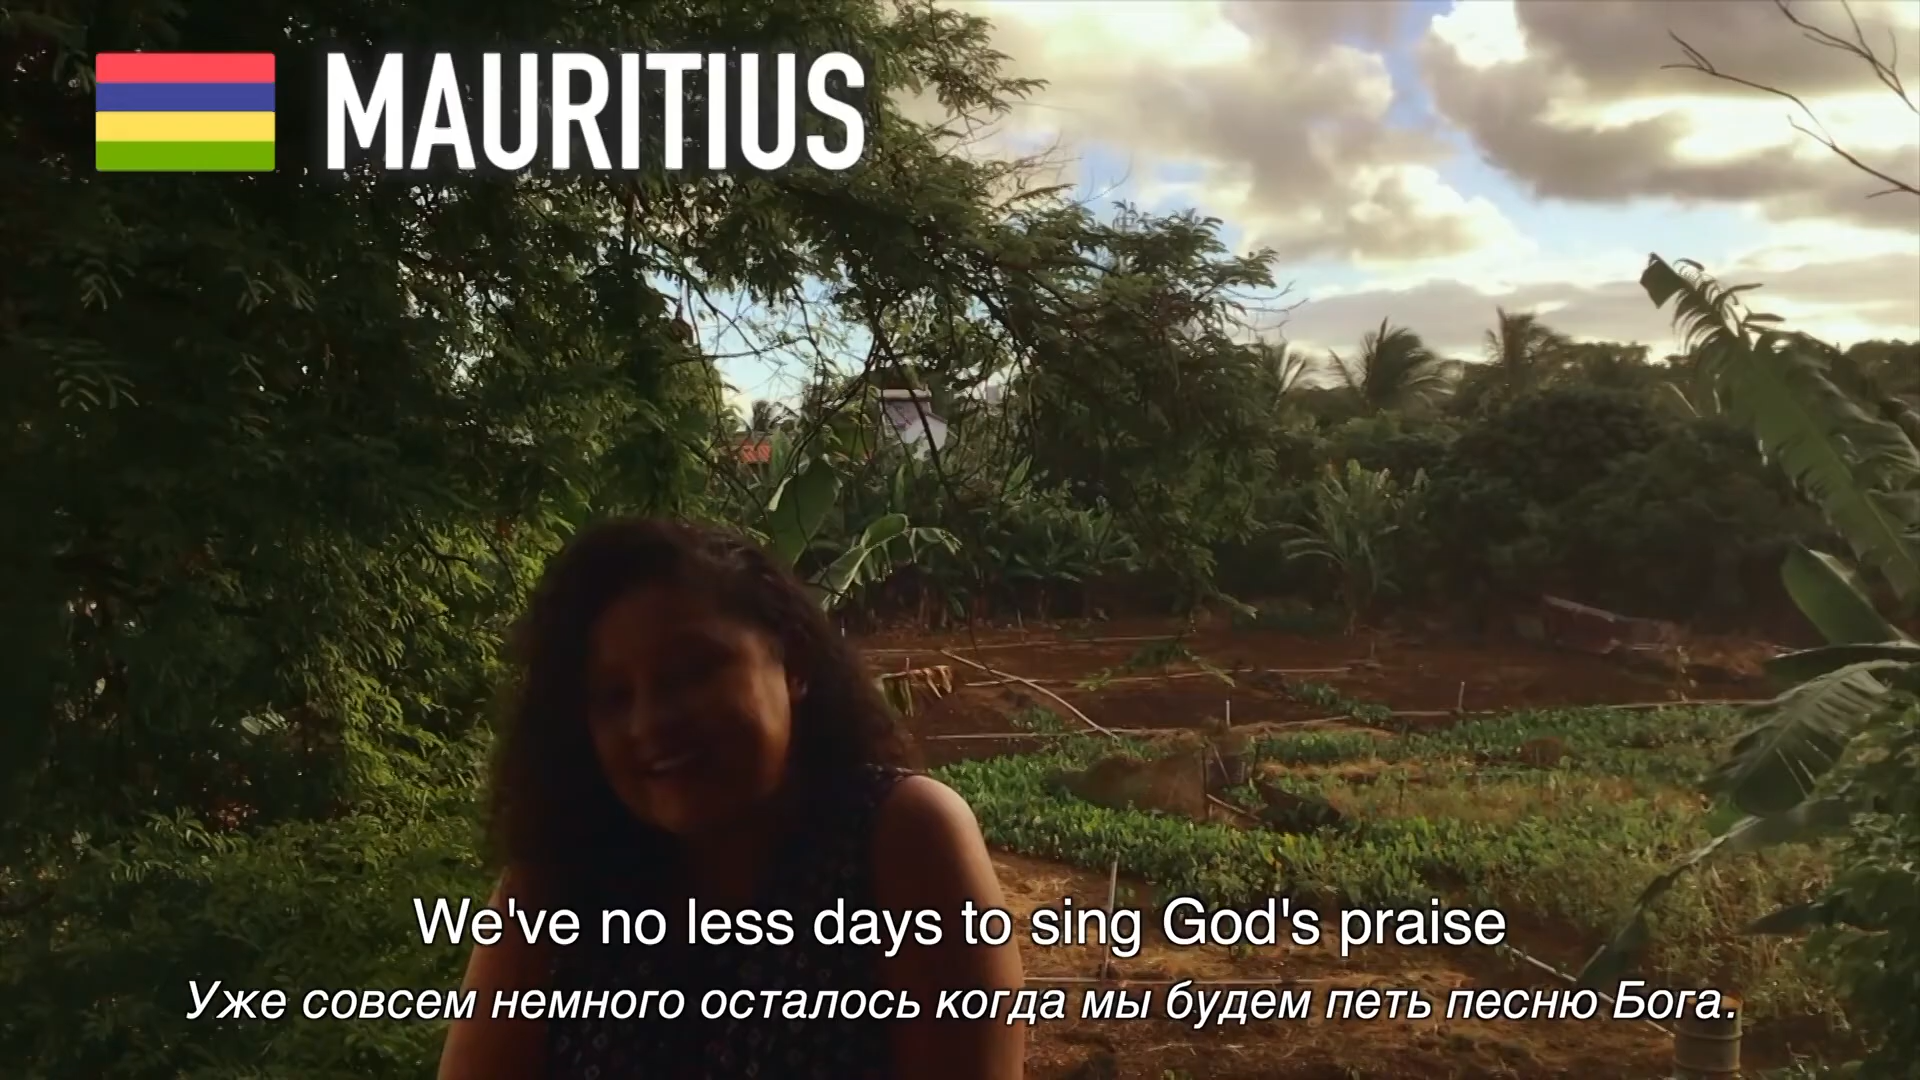 MAURITIUS
We've no less days to sing God's praise
Уже совсем немного осталось когда мы будем петь песню Бога.